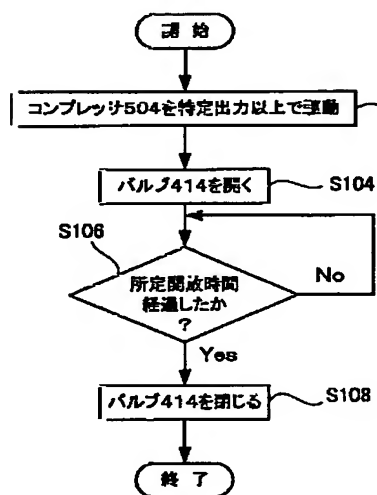 開始
コンプレッサ504を特定出力以上で運動
バルブ414を開く
S104
S106
所定開放時間
経過したか
?
No
Yes
バルブ414を閉じる
S108
終了